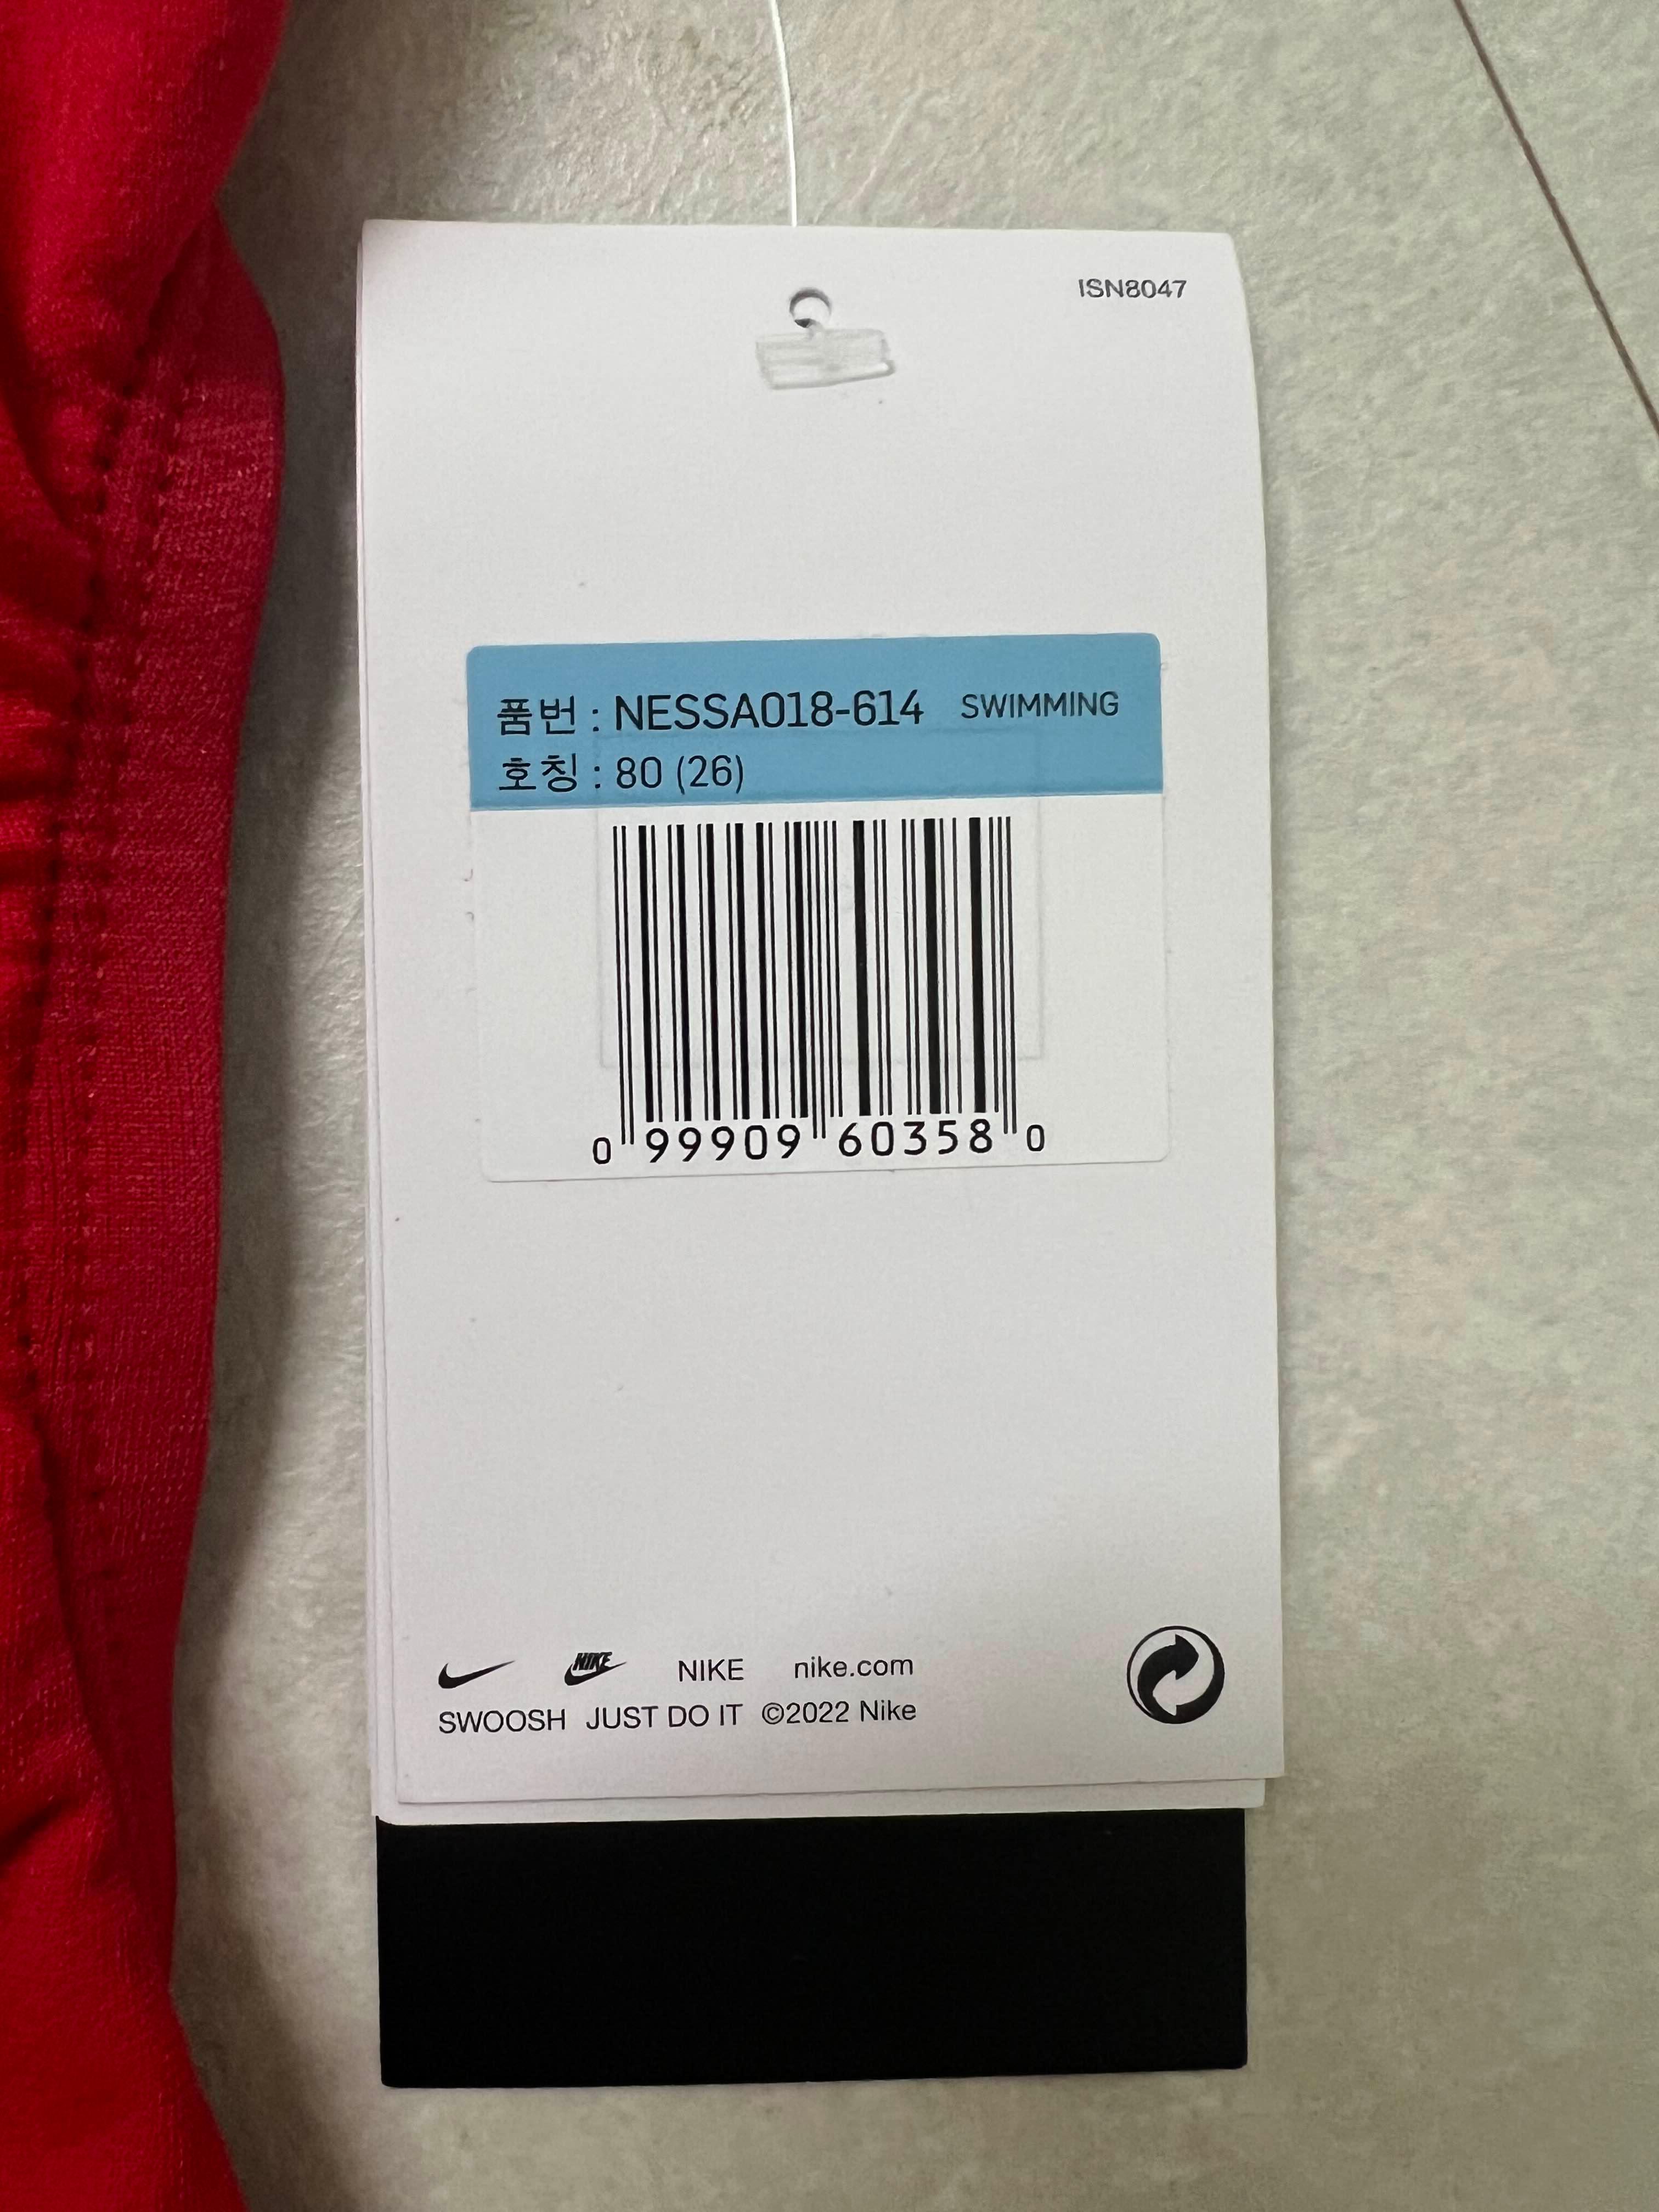 ISN8047
품번 : NESSA018-614 SWIMMING
호칭 : 80 (26)
0 99909 60358 0
NIKE NIKE nike.com
SWOOSH JUST DO IT ©2022 Nike